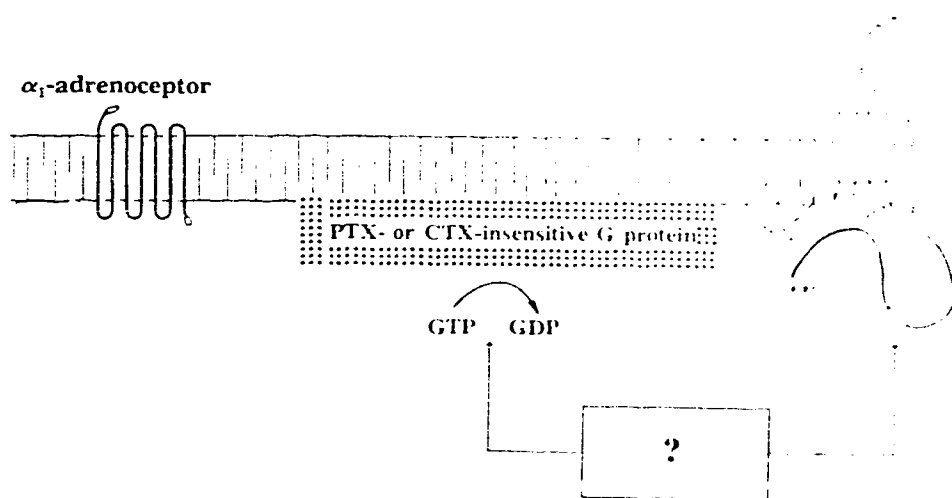 α₁-adrenoceptor
PTX- or CTX-insensitive G protein
GTP GDP
?